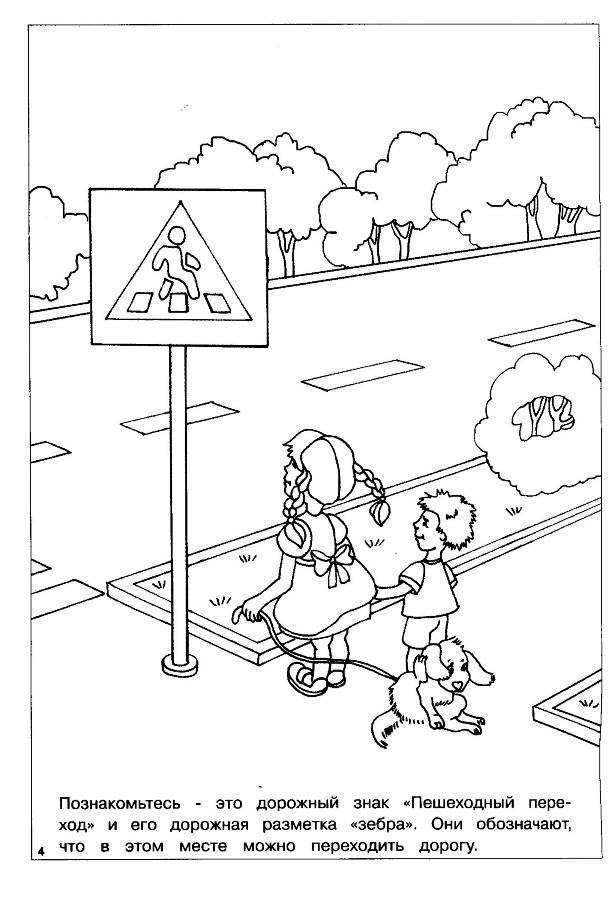 Познакомьтесь - это дорожный знак «Пешеходный пере-
ход» и его дорожная разметка «зебра». Они обозначают,
что в этом месте можно переходить дорогу.
4